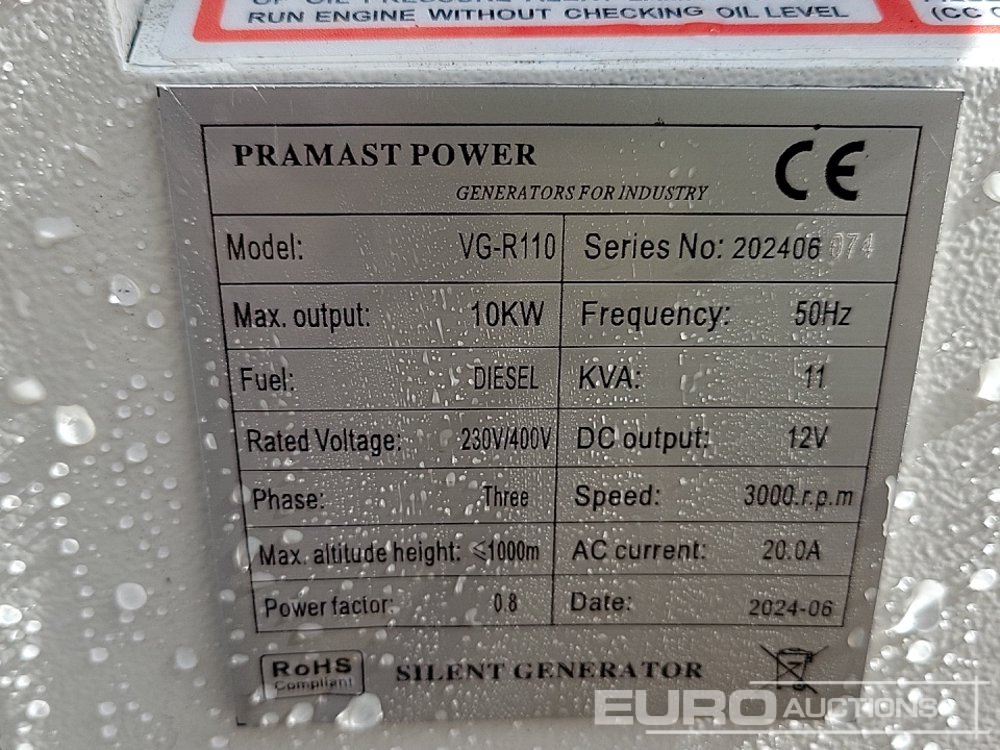 RUN ENGINE WITHOUT CHECKING OIL LEVEL
PRAMAST POWER
GENERATORS FOR INDUSTRY
CE
Model: VG-R110 Series No: 202406 074
Max. output: 10KW Frequency: 50Hz
Fuel: DIESEL KVA: 11
Rated Voltage: 230V/400V DC output: 12V
Phase: Three Speed: 3000.r.p.m
Max. altitude height: ≤1000m AC current: 20.0A
Power factor: 0.8 Date: 2024-06
RoHS
Compliant
SILENT GENERATOR
EURO AUCTIONS